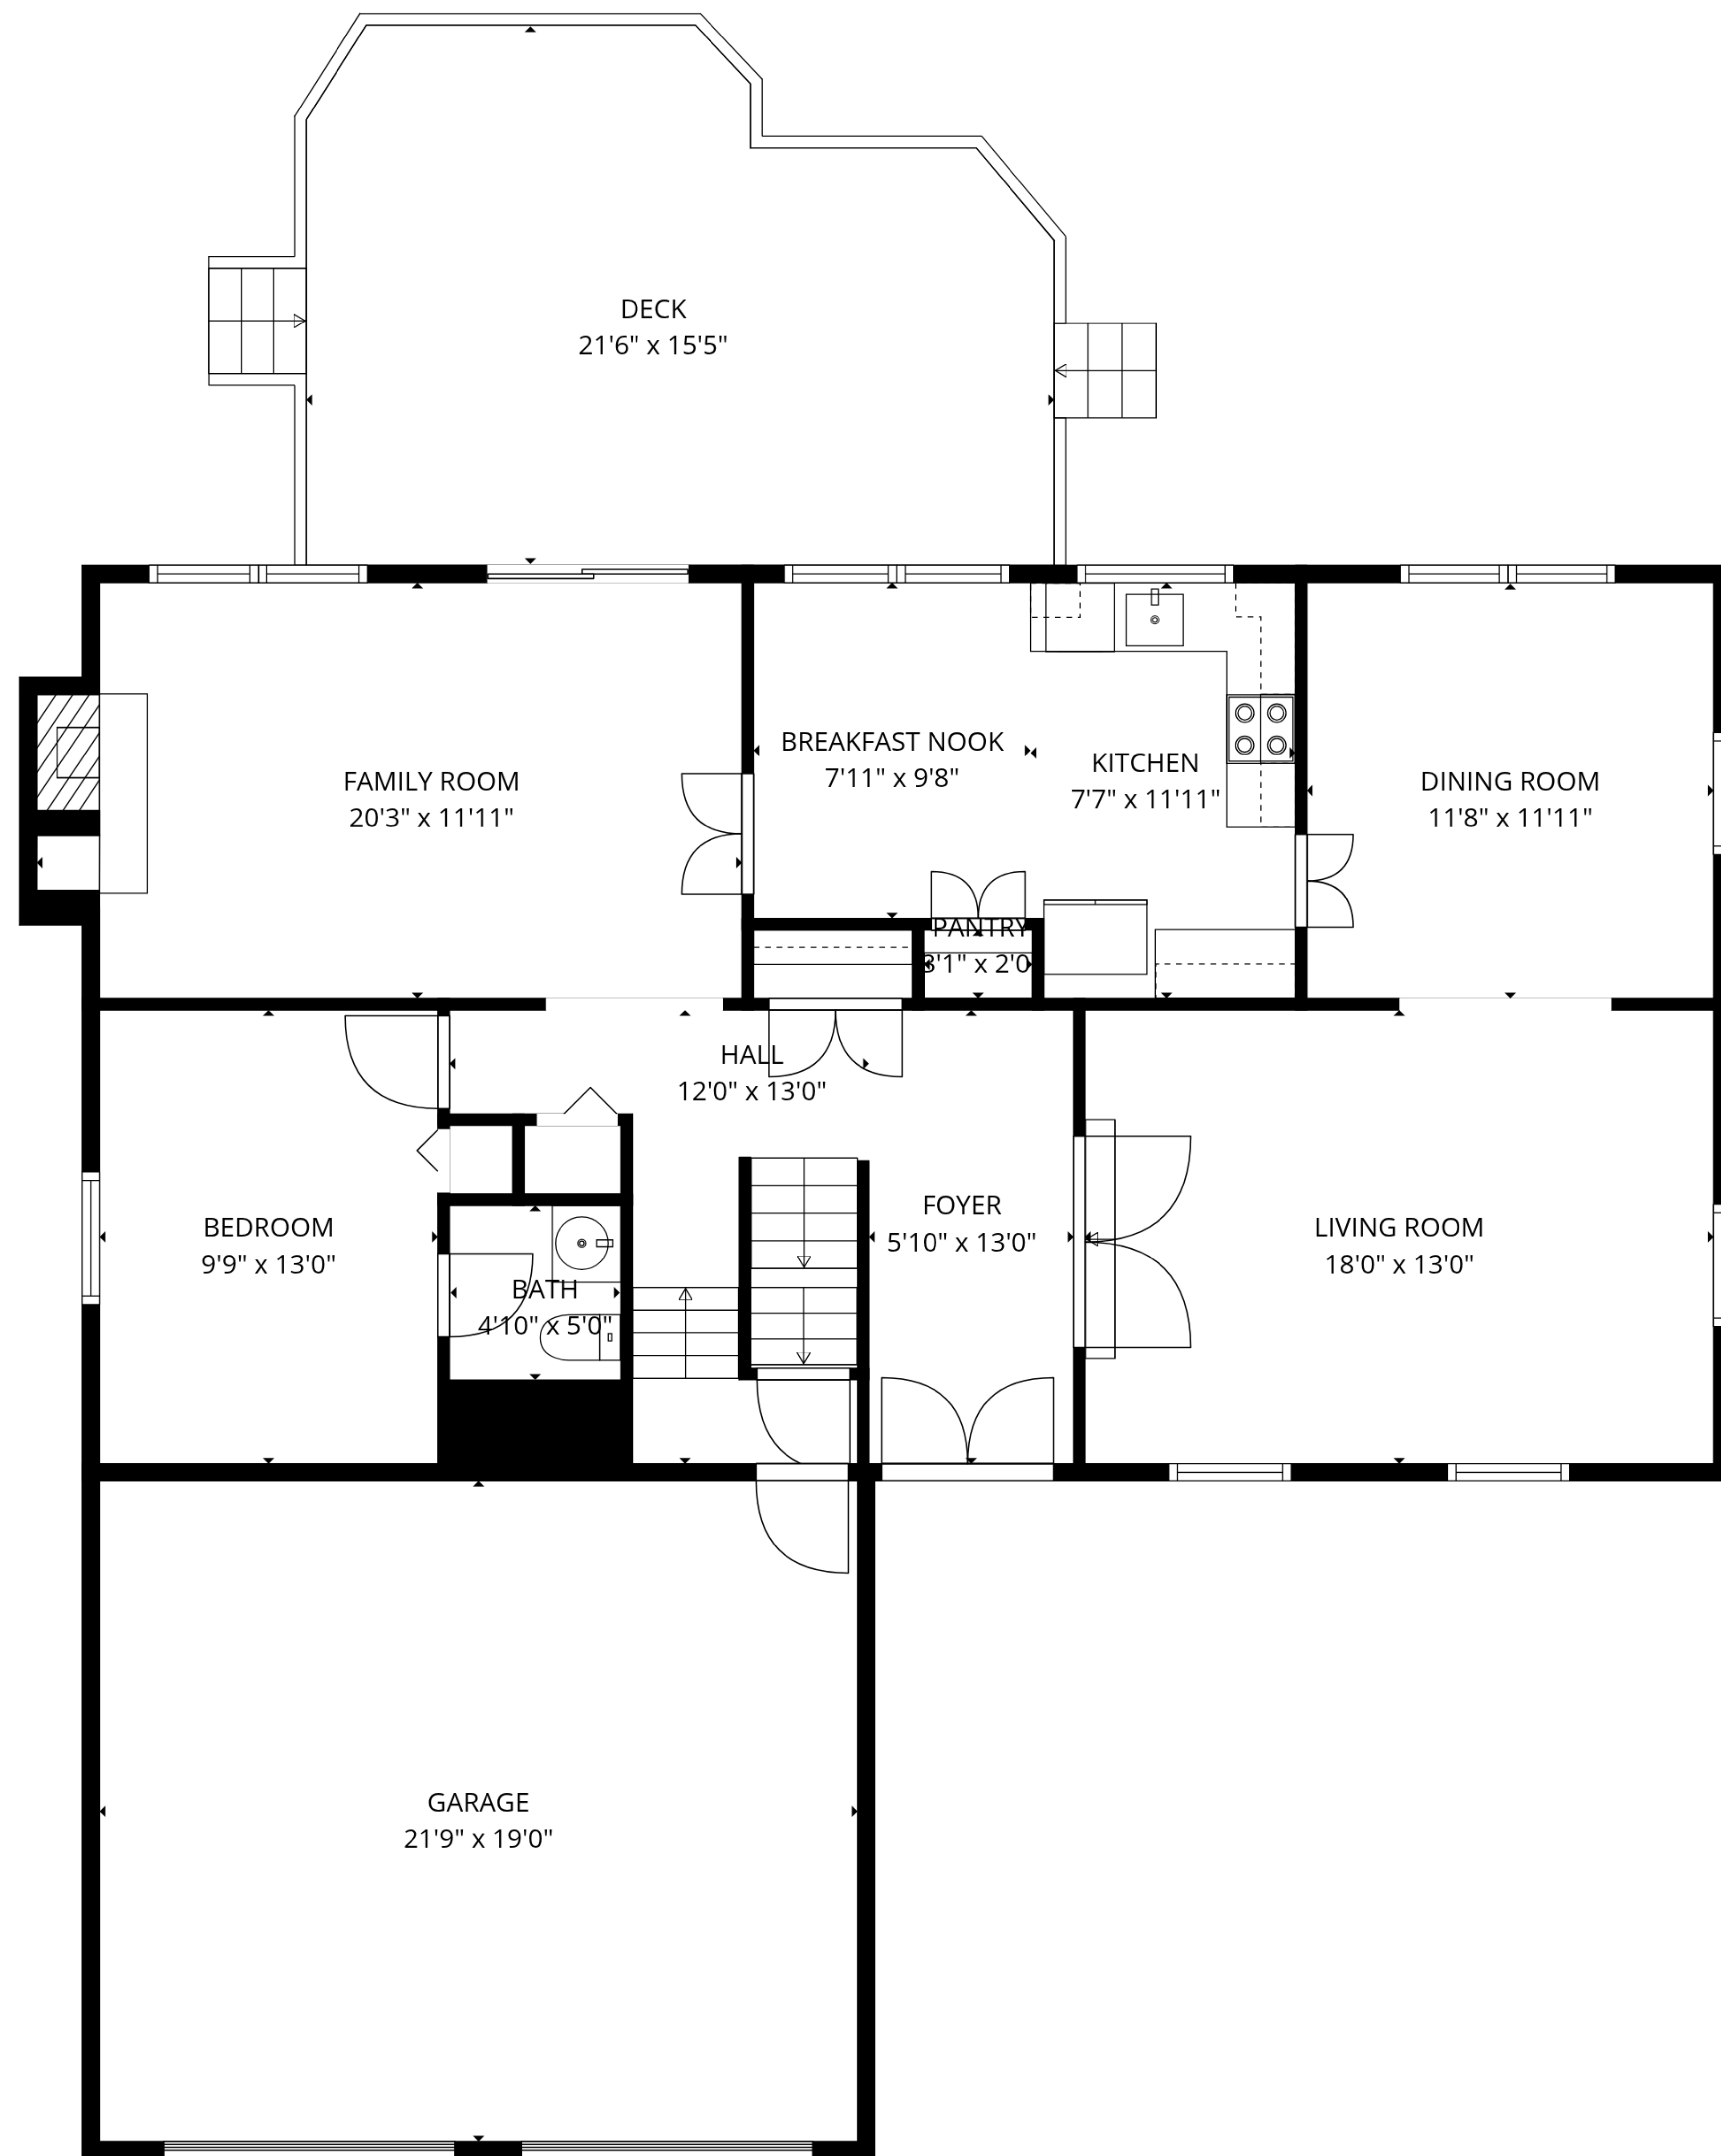 DECK
21'6" x 15'5"
BREAKFAST NOOK
7'11" x 9'8"
KITCHEN
7'7" x 11'11"
FAMILY ROOM
20'3" x 11'11"
DINING ROOM
11'8" x 11'11"
PANTRY
3'1" x 2'0
HALL
12'0" x 13'0"
FOYER
5'10" x 13'0"
BEDROOM
9'9" x 13'0"
LIVING ROOM
18'0" x 13'0"
BATH
4'10" x 5'0"
GARAGE
21'9" x 19'0"